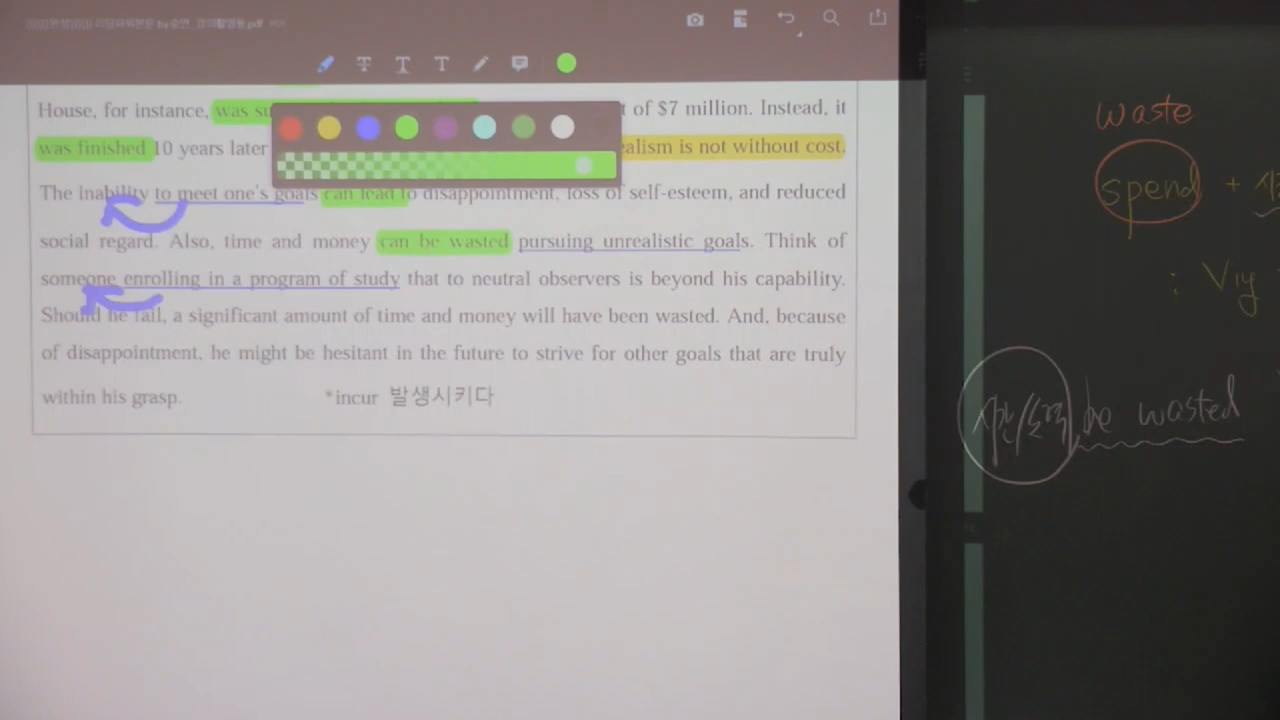 House, for instance, was su t of $7 million. Instead, it
was finished 10 years later alism is not without cost.
The inability to meet one's goals can lead to disappointment, loss of self-esteem, and reduced
social regard. Also, time and money can be wasted pursuing unrealistic goals. Think of
someone enrolling in a program of study that to neutral observers is beyond his capability.
Should he fail, a significant amount of time and money will have been wasted. And, because
of disappointment, he might be hesitant in the future to strive for other goals that are truly
within his grasp. *incur 발생시키다
waste
spend +
: Ving
be wasted